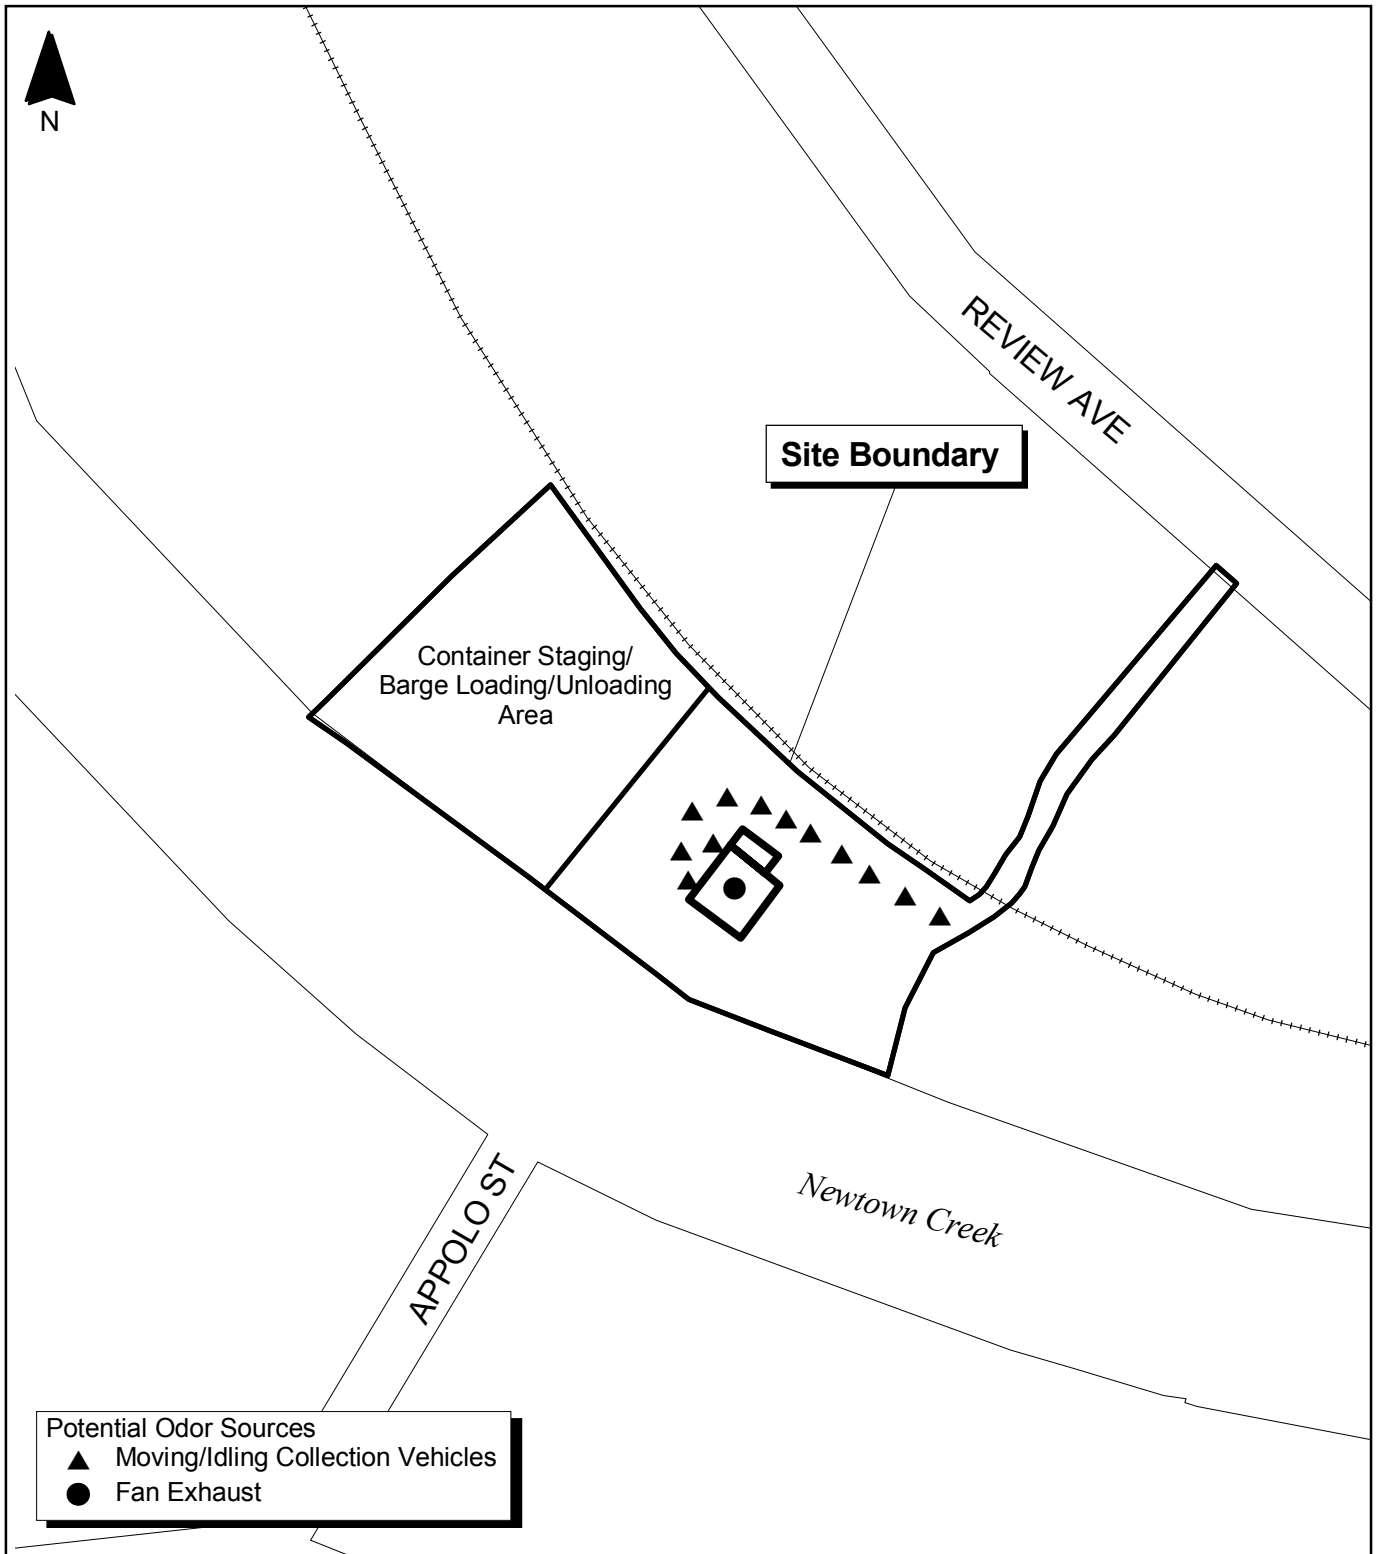 N
REVIEW AVE
Site Boundary
Container Staging/
Barge Loading/Unloading
Area
Newtown Creek
APPOLO ST
Potential Odor Sources
Moving/Idling Collection Vehicles
Fan Exhaust